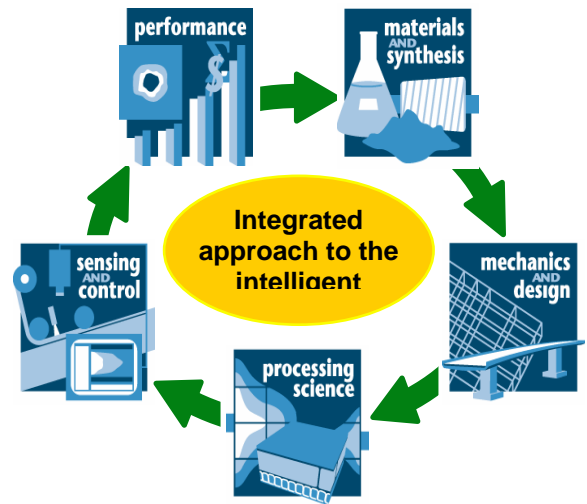 performance
materials
AND
synthesis
Integrated
approach to the
intelligent
sensing
AND
control
mechanics
AND
design
processing
science